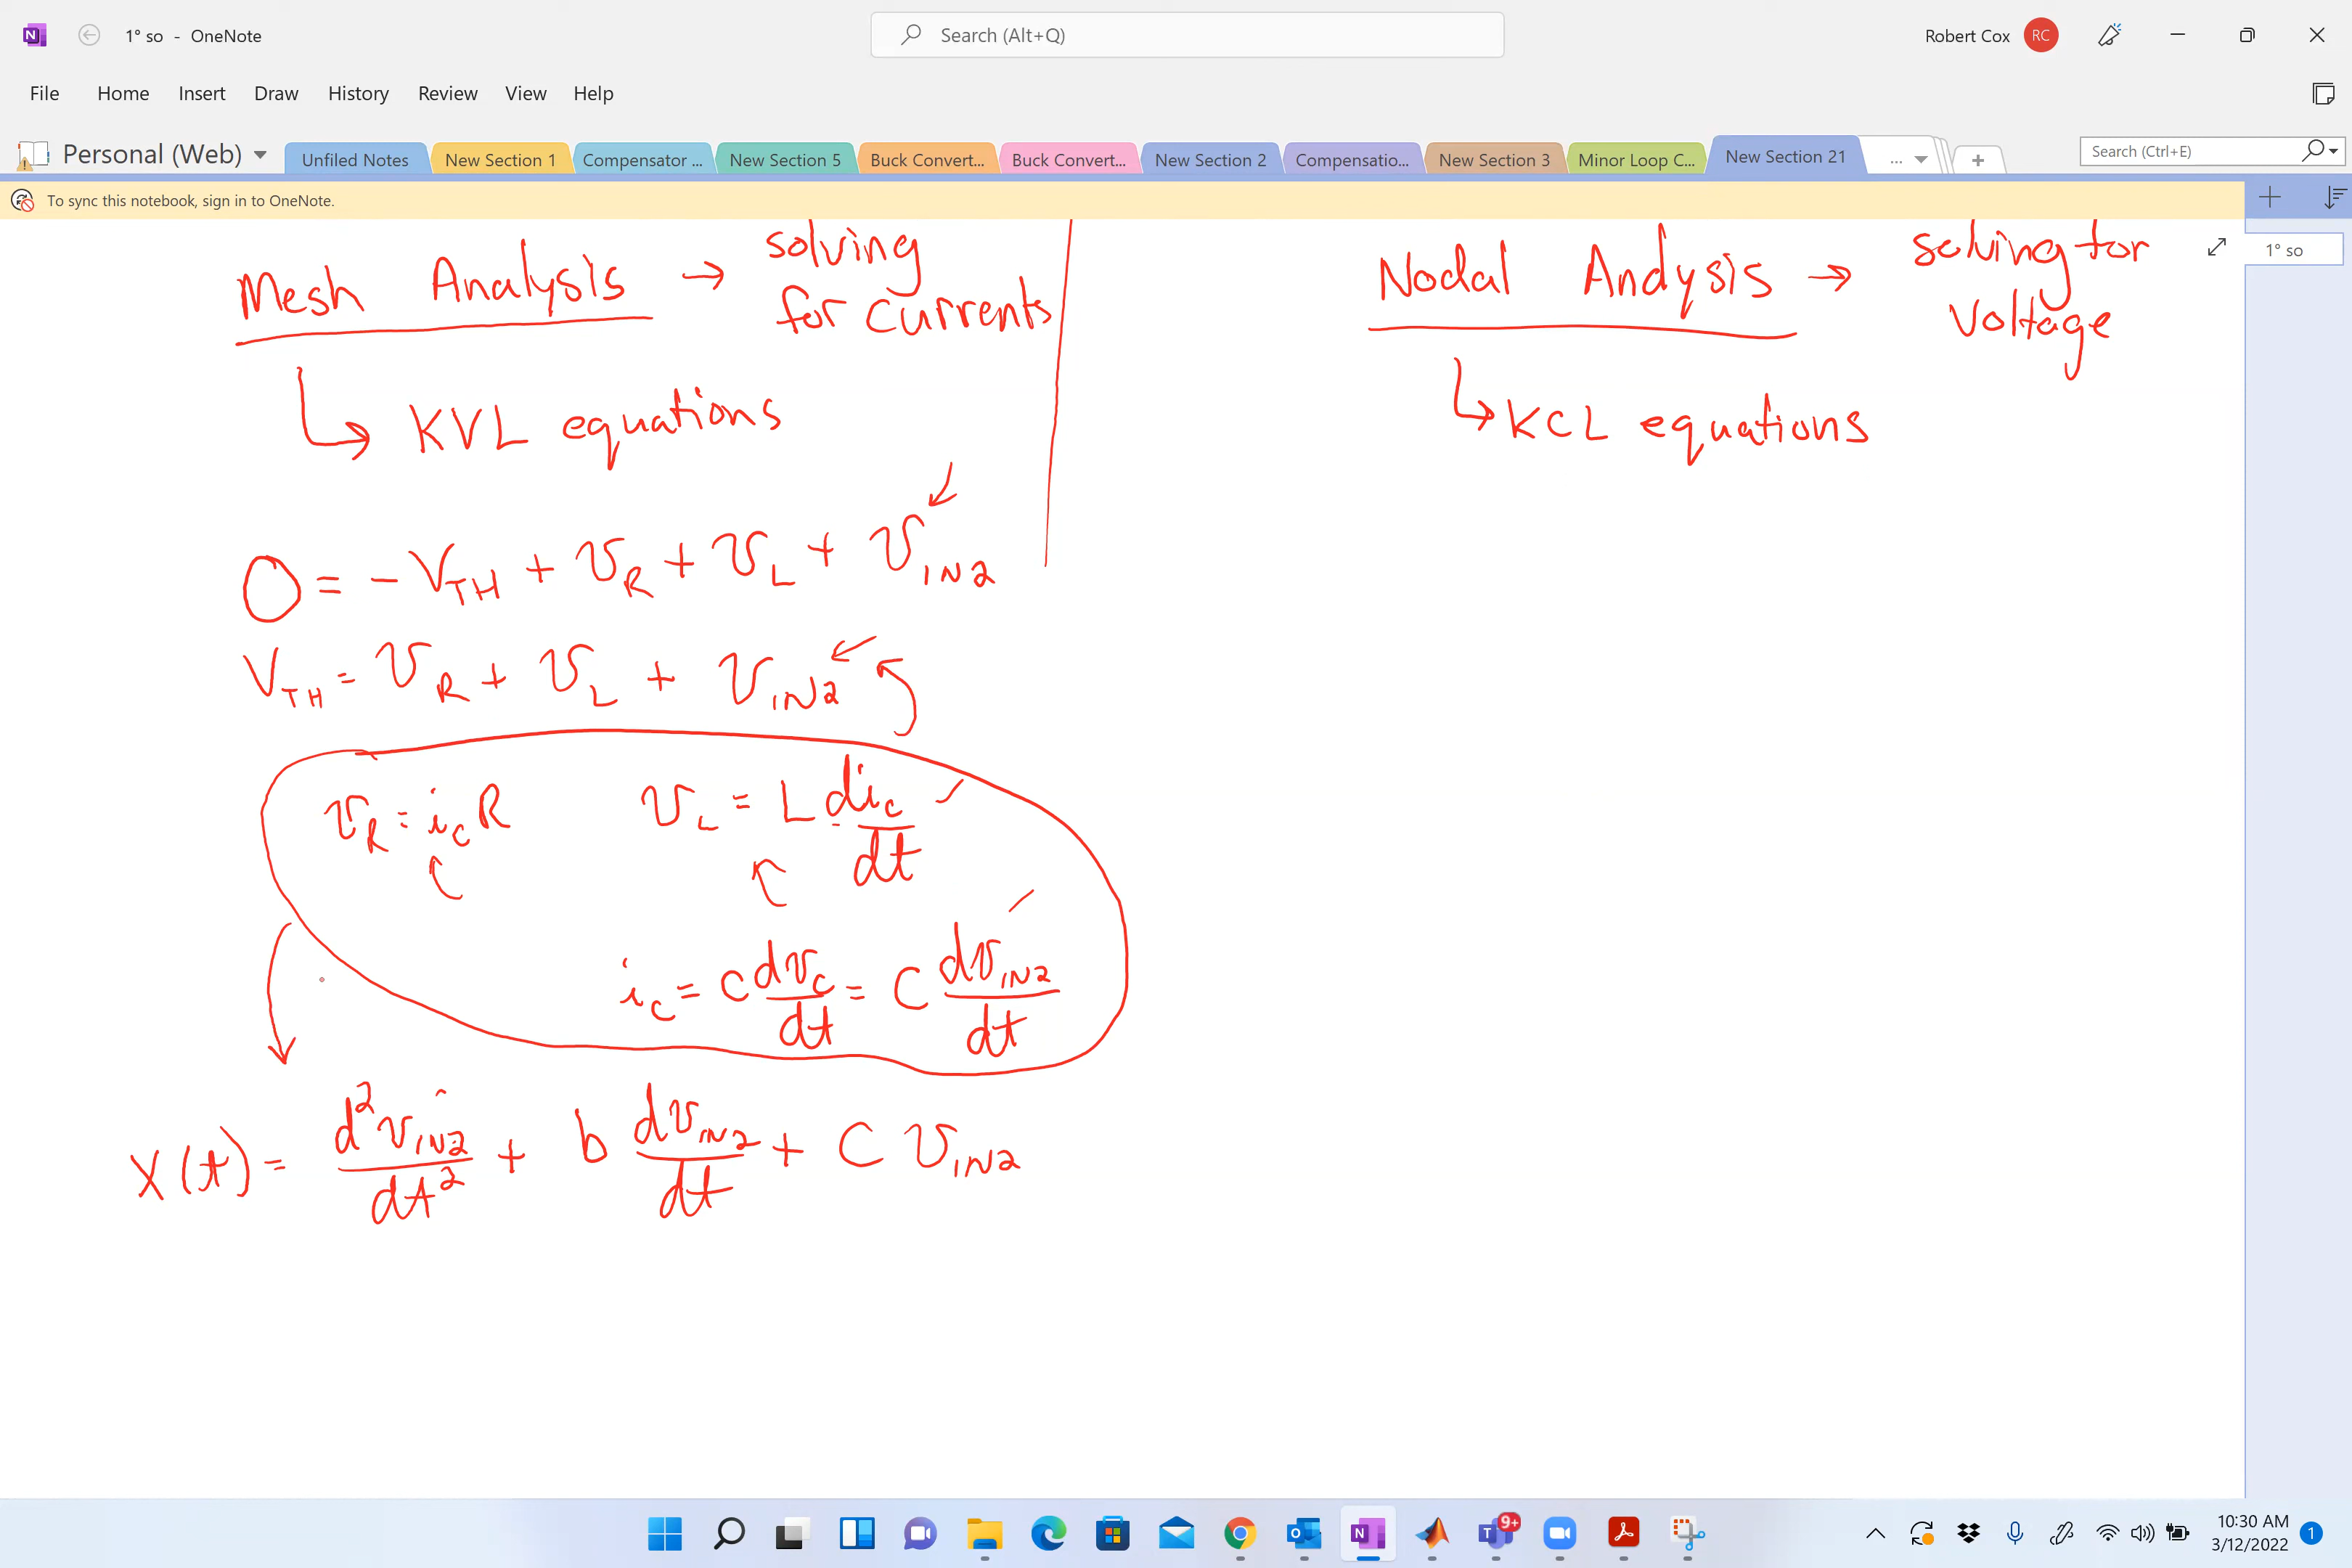 1° so - OneNote
Search (Alt+Q)
Robert Cox RC
File Home Insert Draw History Review View Help
Personal (Web) Unfiled Notes New Section 1 Compensator ... New Section 5 Buck Convert... Buck Convert... New Section 2 Compensatio... New Section 3 Minor Loop C... New Section 21 ... +
Search (Ctrl+E)
To sync this notebook, sign in to OneNote.
1° so
Mesh Analysis → solving for currents
KVL equations
Nodal Analysis → solving for voltage
KCL equations
0 = - V_TH + v_R + v_L + v_IN2
V_TH = v_R + v_L + v_IN2
v_R = i_C R    v_L = L di_C/dt
i_C = C dv_C/dt = C dv_IN2/dt
X(t) = d²v_IN2/dt² + b dv_IN2/dt + C v_IN2
9+
10:30 AM
3/12/2022
1